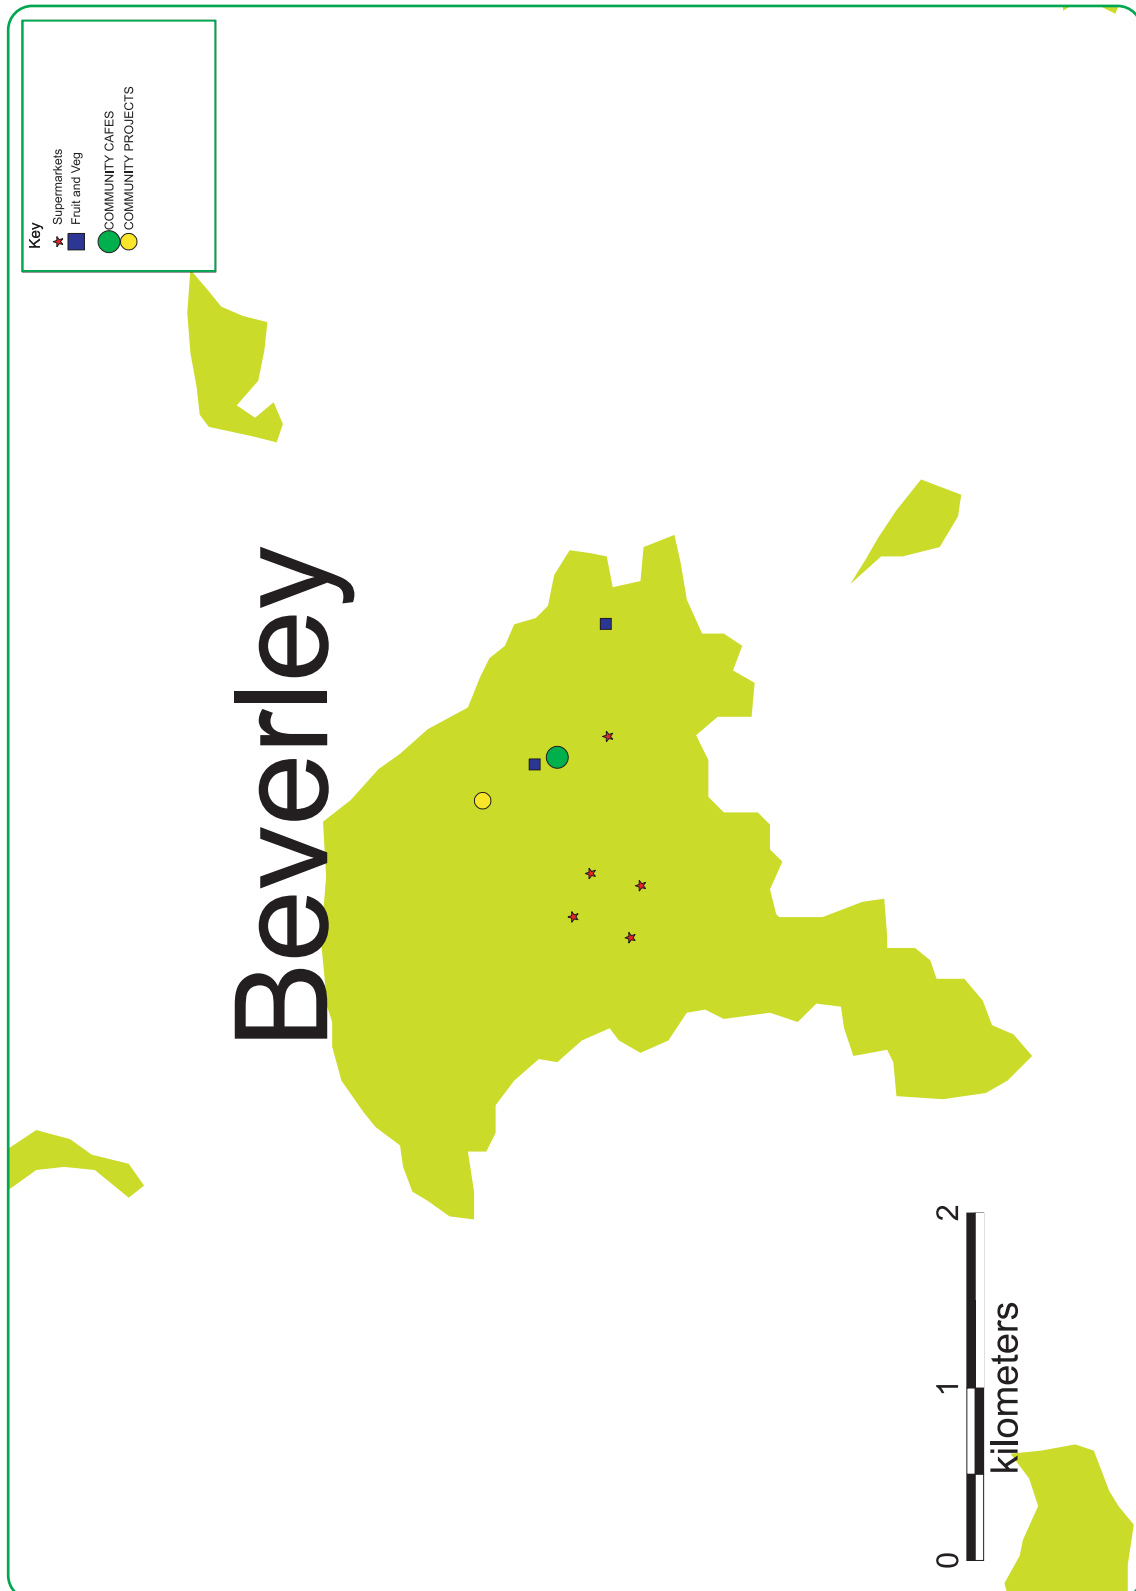 Key
Supermarkets
Fruit and Veg
COMMUNITY CAFES
COMMUNITY PROJECTS
Beverley
0 1 2
kilometers